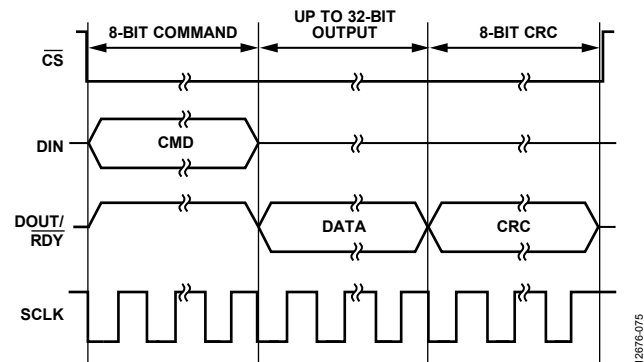 8-BIT COMMAND
UP TO 32-BIT
OUTPUT
8-BIT CRC
CS
DIN
CMD
DOUT/
RDY
DATA
CRC
SCLK
12678-075